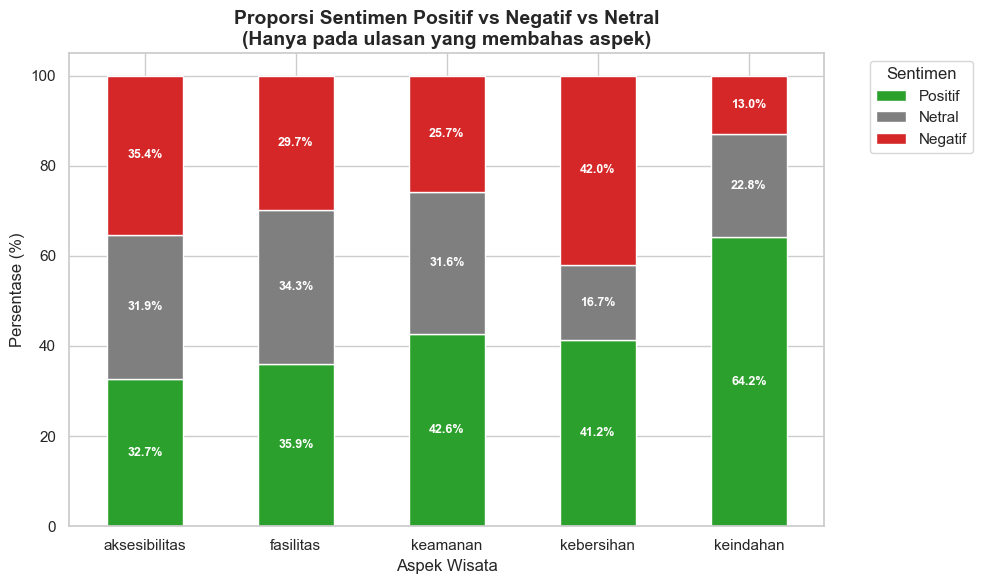 Proporsi Sentimen Positif vs Negatif vs Netral
(Hanya pada ulasan yang membahas aspek)
Sentimen
Positif
Netral
Negatif
Persentase (%)
100
80
60
40
20
0
35.4%
31.9%
32.7%
29.7%
34.3%
35.9%
25.7%
31.6%
42.6%
42.0%
16.7%
41.2%
13.0%
22.8%
64.2%
aksesibilitas
fasilitas
keamanan
kebersihan
keindahan
Aspek Wisata